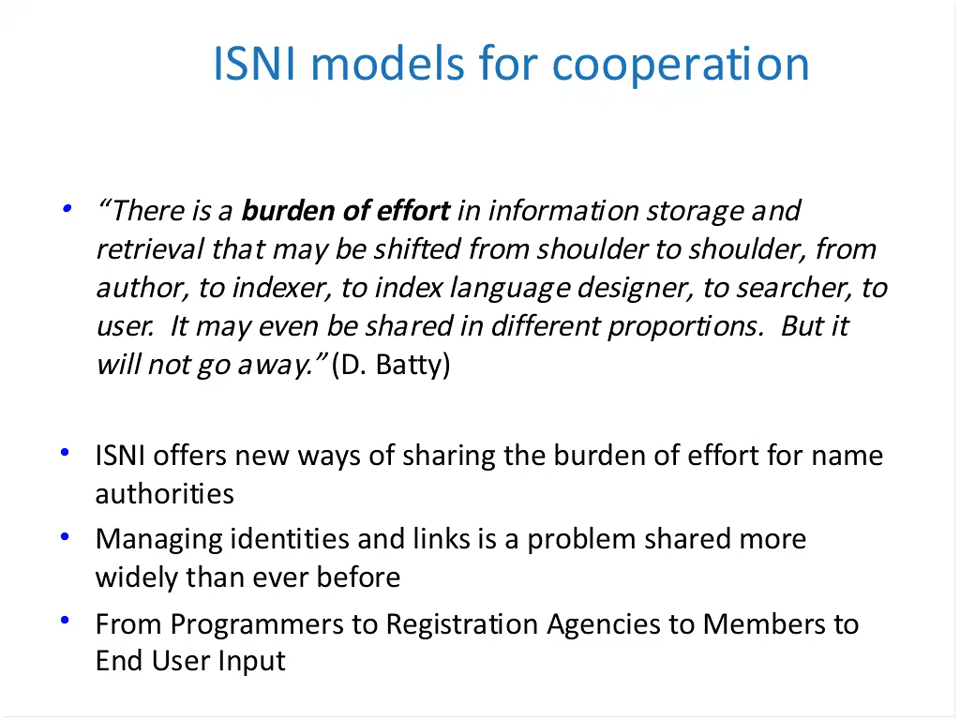 ISNI models for cooperation
• “There is a burden of effort in information storage and
retrieval that may be shifted from shoulder to shoulder, from
author, to indexer, to index language designer, to searcher, to
user.  It may even be shared in different proportions.  But it
will not go away.” (D. Batty)
• ISNI offers new ways of sharing the burden of effort for name
authorities
• Managing identities and links is a problem shared more
widely than ever before
• From Programmers to Registration Agencies to Members to
End User Input